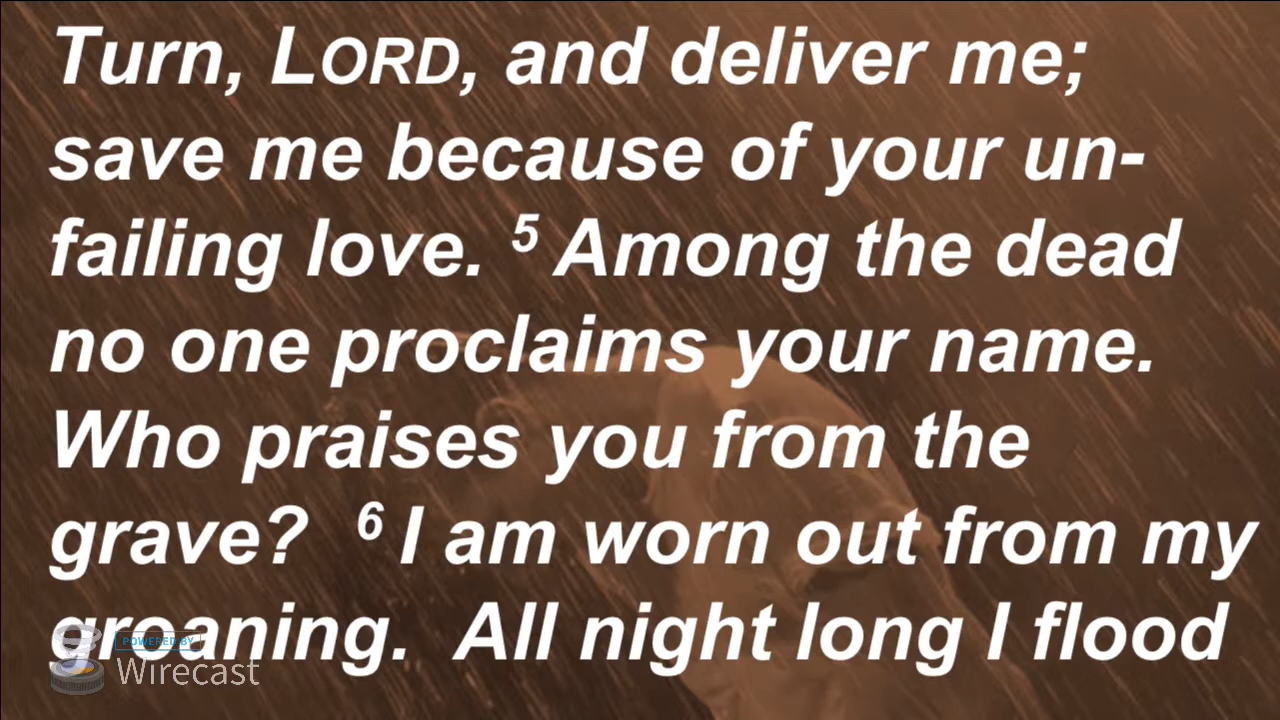 Turn, LORD, and deliver me;
save me because of your un-
failing love. 5 Among the dead
no one proclaims your name.
Who praises you from the
grave? 6 I am worn out from my
groaning. All night long I flood
POWERED BY
Wirecast